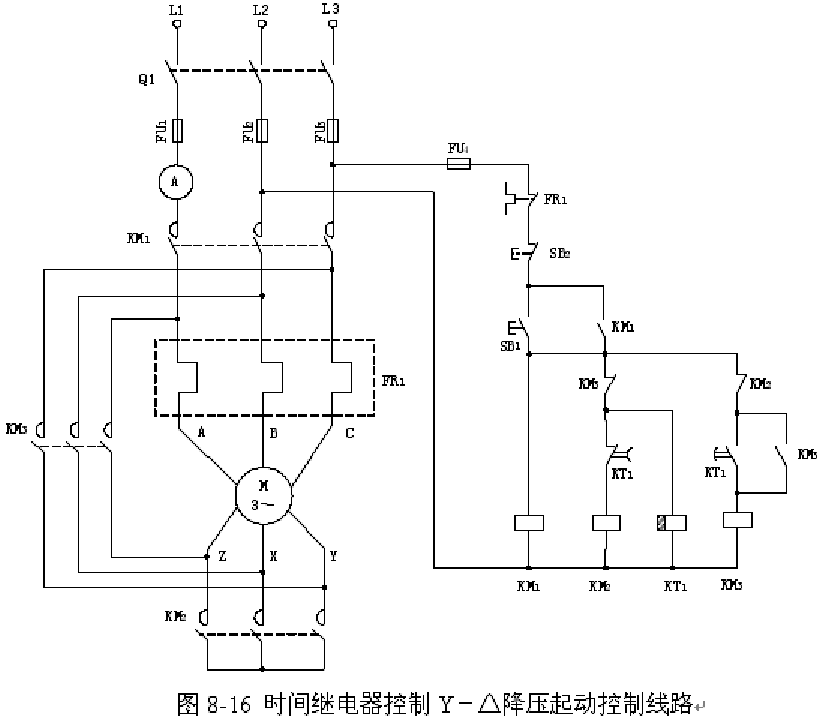 L1 L2 L3
Q1
FU₁ FU₂ FU₃
FU₄
A
FR₁
KM₁
SB₂
KM₁
SB₁
FR₁
KM₃
KM₂
A B C
KM₃
KT₁
KT₁
KM₃
M
3~
Z X Y
KM₁ KM₂ KT₁ KM₃
KM₂
图 8-16 时间继电器控制 Y－△降压起动控制线路